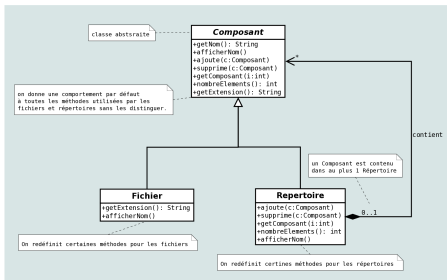 classe abstsraite
Composant
+getNom(): String
+afficherNom()
+ajoute(c:Composant)
+supprime(c:Composant)
+getComposant(i:int)
+nombreElements(): int
+getExtension(): String
*
on donne une comportement par défaut
à toutes les méthodes utilisées par les
fichiers et répertoires sans les distinguer.
contient
un Composant est contenu
dans au plus 1 Répertoire
Fichier
+getExtension(): String
+afficherNom()
Repertoire
+ajoute(c:Composant)
+supprime(c:Composant)
+getComposant(i:int)
+nombreElements(): int
+afficherNom()
0..1
On redéfinit certaises méthodes pour les fichiers
On redéfinit certines méthodes pour les répertoires